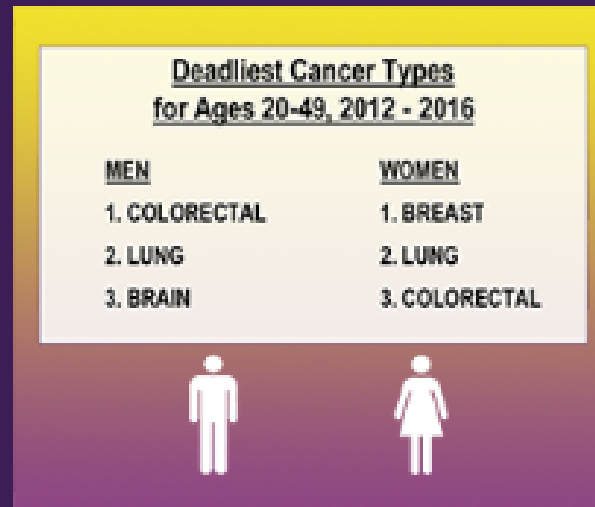 Deadliest Cancer Types
for Ages 20-49, 2012 - 2016
MEN
1. COLORECTAL
2. LUNG
3. BRAIN
WOMEN
1. BREAST
2. LUNG
3. COLORECTAL